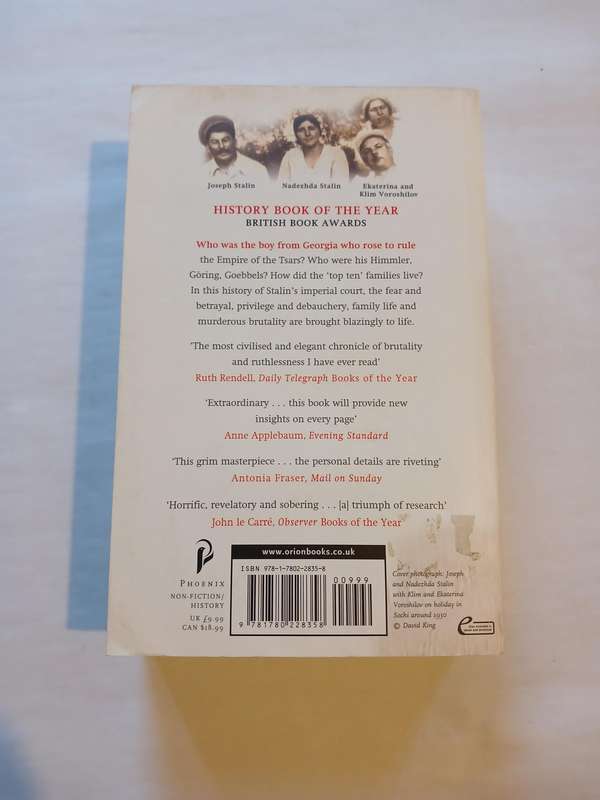 Joseph Stalin
Nadezhda Stalin
Ekaterina and
Klim Voroshilov
HISTORY BOOK OF THE YEAR
BRITISH BOOK AWARDS
Who was the boy from Georgia who rose to rule
the Empire of the Tsars? Who were his Himmler,
Göring, Goebbels? How did the ‘top ten’ families live?
In this history of Stalin’s imperial court, the fear and
betrayal, privilege and debauchery, family life and
murderous brutality are brought blazingly to life.
‘The most civilised and elegant chronicle of brutality
and ruthlessness I have ever read’
Ruth Rendell, Daily Telegraph Books of the Year
‘Extraordinary . . . this book will provide new
insights on every page’
Anne Applebaum, Evening Standard
‘This grim masterpiece . . . the personal details are riveting’
Antonia Fraser, Mail on Sunday
‘Horrific, revelatory and sobering . . . [a] triumph of research’
John le Carré, Observer Books of the Year
PHOENIX
NON-FICTION/
HISTORY
UK £9.99
CAN $18.99
www.orionbooks.co.uk
ISBN 978-1-7802-2835-8
00999
9 781780 228358
Cover photograph: Joseph
and Nadezhda Stalin
with Klim and Ekaterina
Voroshilov on holiday in
Sochi around 1930
© David King